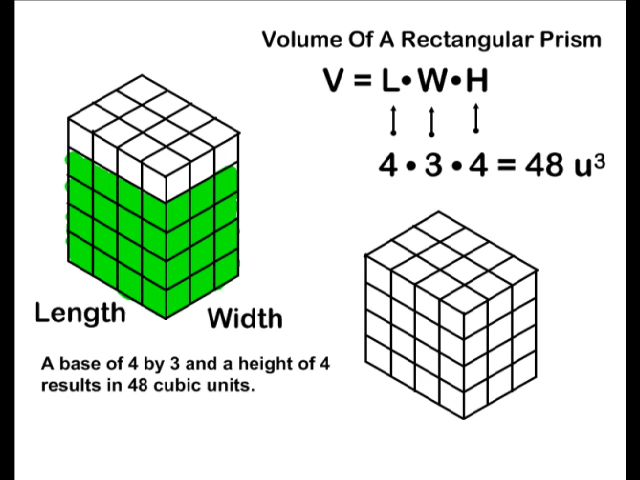 Volume Of A Rectangular Prism
V = L•W•H
4 • 3 • 4 = 48 u³
Length
Width
A base of 4 by 3 and a height of 4
results in 48 cubic units.